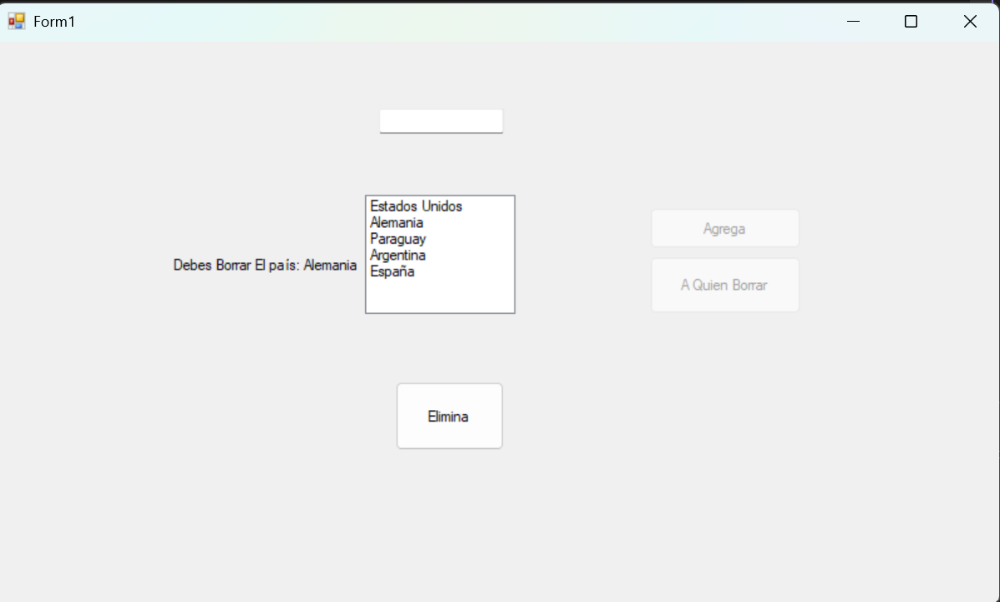 Form1
Estados Unidos
Alemania
Paraguay
Argentina
España
Debes Borrar El país: Alemania
Agrega
A Quien Borrar
Elimina